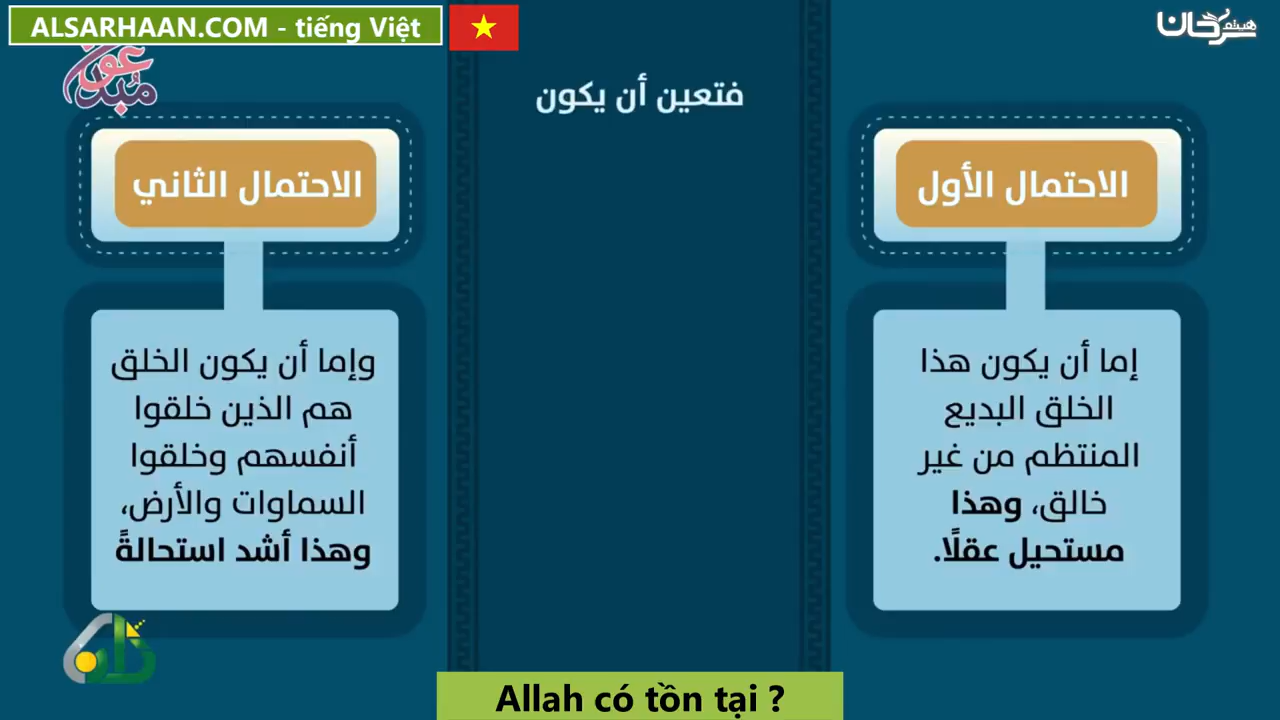 ALSARHAAN.COM - tiếng Việt
هيثم سرحان
فتعين أن يكون
الاحتمال الأول
إما أن يكون هذا
الخلق البديع
المنتظم من غير
خالق، وهذا
مستحيل عقلًا.
الاحتمال الثاني
وإما أن يكون الخلق
هم الذين خلقوا
أنفسهم وخلقوا
السماوات والأرض،
وهذا أشد استحالةً
Allah có tồn tại ?